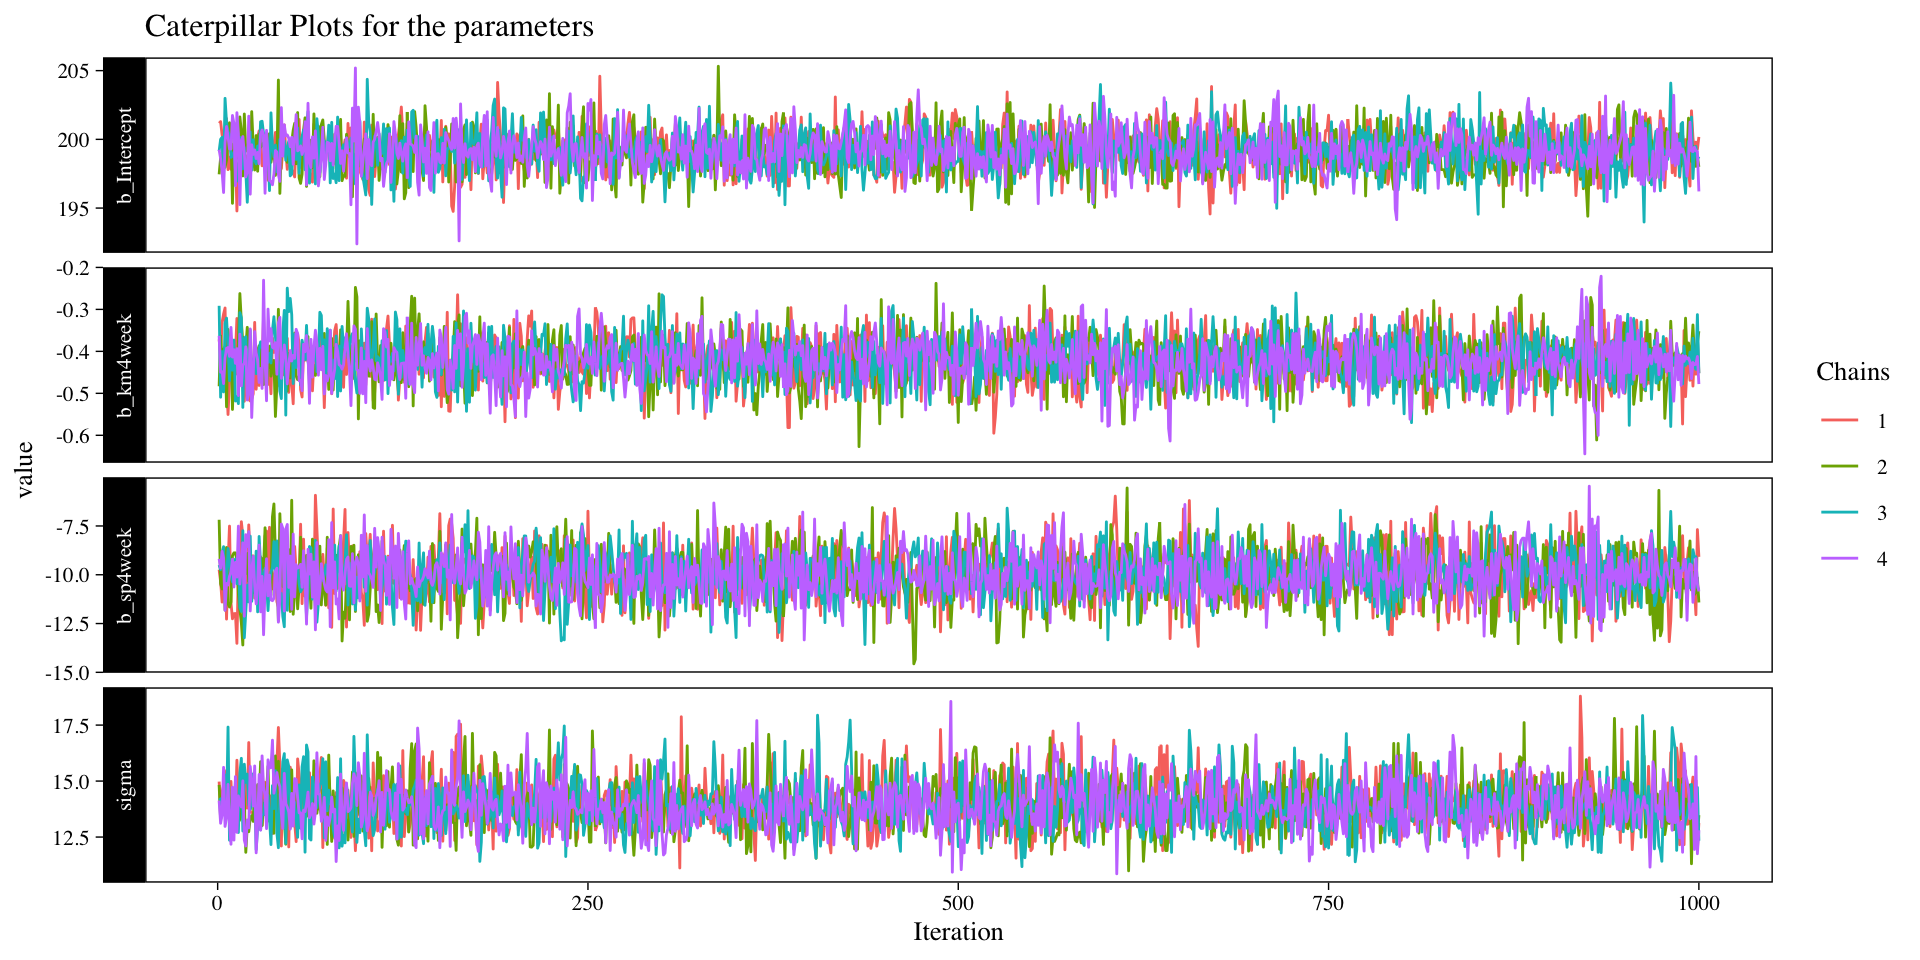 Caterpillar Plots for the parameters
b_Intercept
205
200
195
b_km4week
-0.2
-0.3
-0.4
-0.5
-0.6
value
b_sp4week
-7.5
-10.0
-12.5
-15.0
sigma
17.5
15.0
12.5
0 250 500 750 1000
Iteration
Chains
1
2
3
4